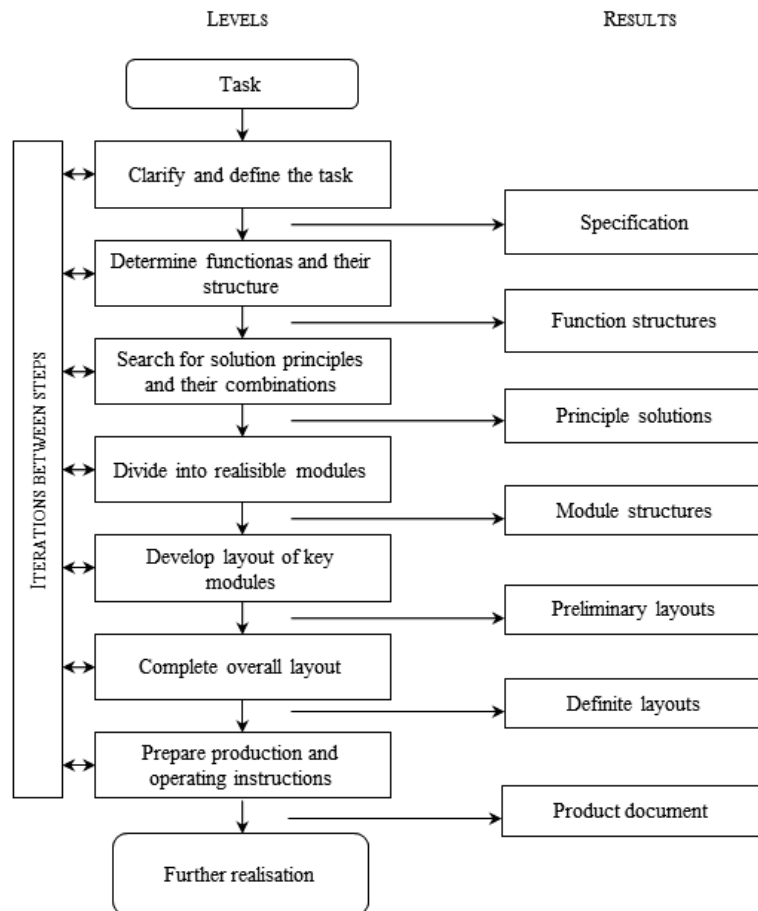 LEVELS
RESULTS
Task
Clarify and define the task
Specification
Determine functionas and their
structure
Function structures
Search for solution principles
and their combinations
Principle solutions
Divide into realisible modules
Module structures
Develop layout of key
modules
Preliminary layouts
Complete overall layout
Definite layouts
Prepare production and
operating instructions
Product document
Further realisation
ITERATIONS BETWEEN STEPS